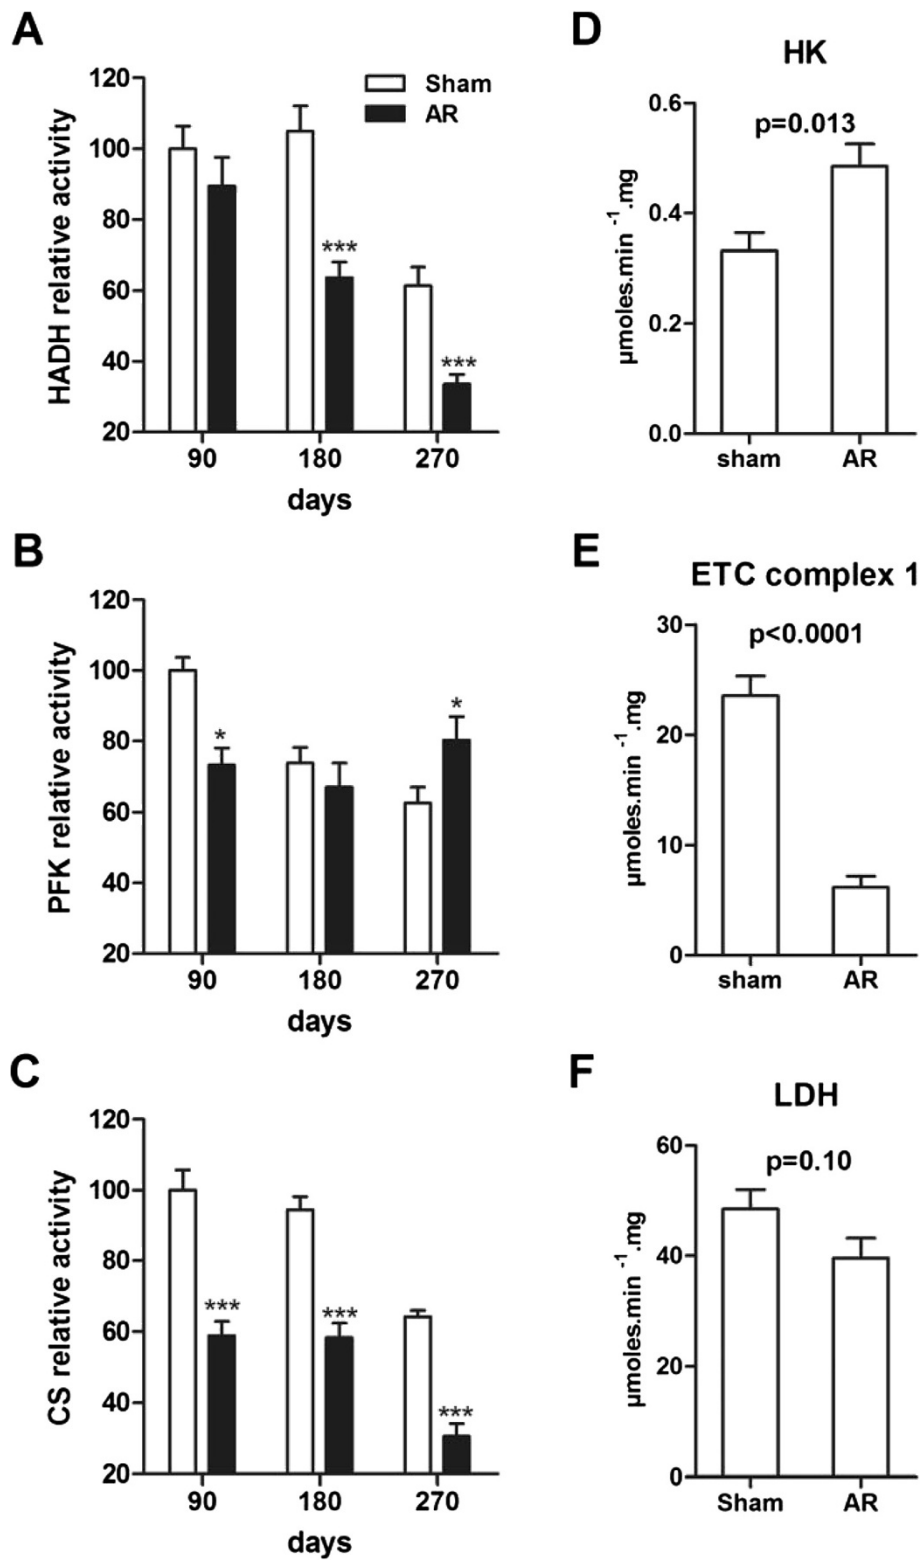 A
HADH relative activity
120
100
80
60
40
20
Sham
AR
***
***
90 180 270
days
B
PFK relative activity
120
100
80
60
40
20
*
*
90 180 270
days
C
CS relative activity
120
100
80
60
40
20
***
***
***
90 180 270
days
D
HK
p=0.013
µmoles.min -1.mg
0.6
0.4
0.2
0.0
sham AR
E
ETC complex 1
p<0.0001
µmoles.min -1.mg
30
20
10
0
sham AR
F
LDH
p=0.10
µmoles.min -1.mg
60
40
20
0
Sham AR